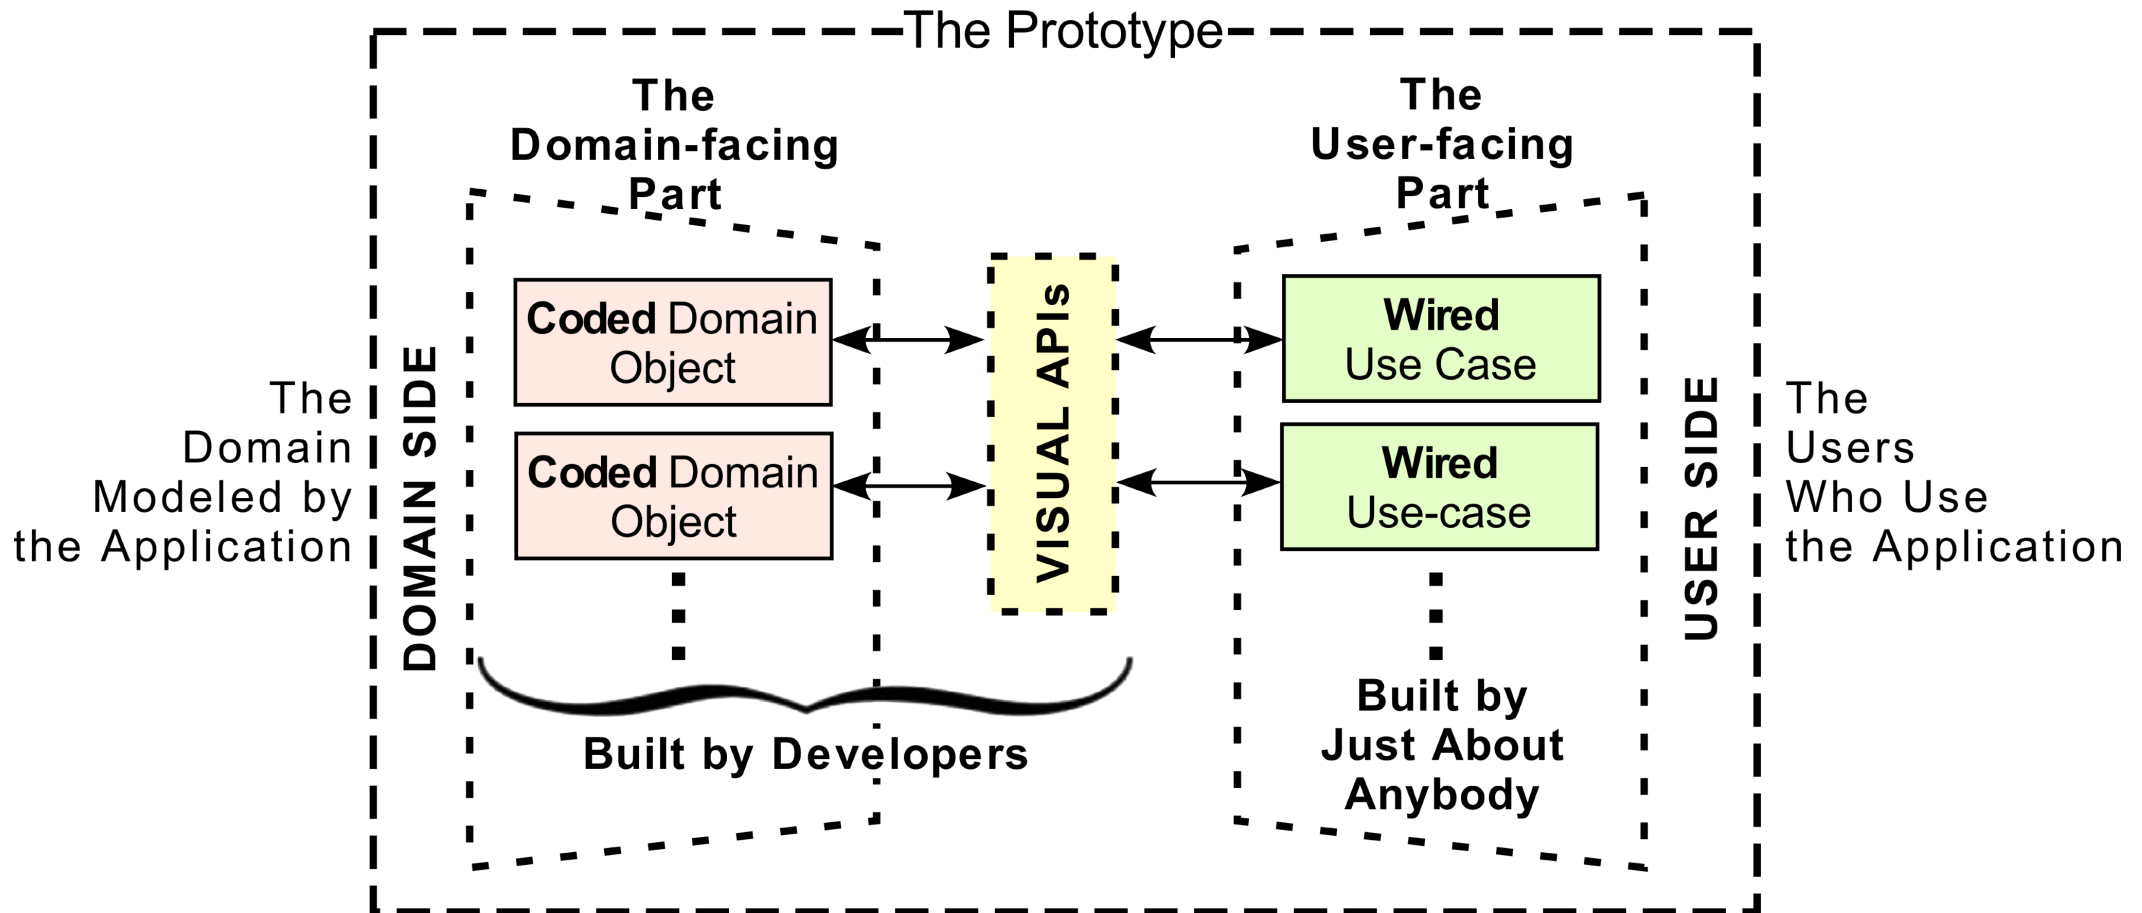 The Prototype
The
Domain-facing
Part
The
User-facing
Part
The
Domain
Modeled by
the Application
DOMAIN SIDE
Coded Domain
Object
Coded Domain
Object
Built by Developers
VISUAL APIs
Wired
Use Case
Wired
Use-case
Built by
Just About
Anybody
USER SIDE
The
Users
Who Use
the Application